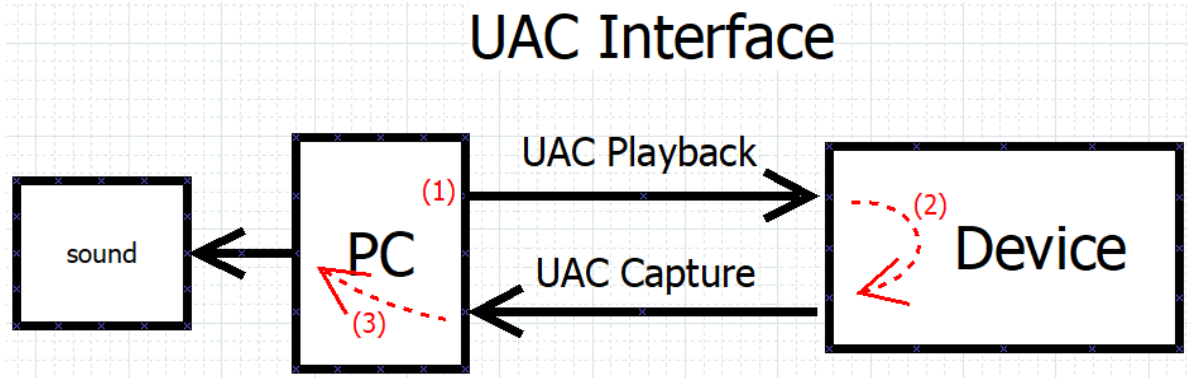 UAC Interface
UAC Playback
(1)
(2)
sound
PC
Device
UAC Capture
(3)